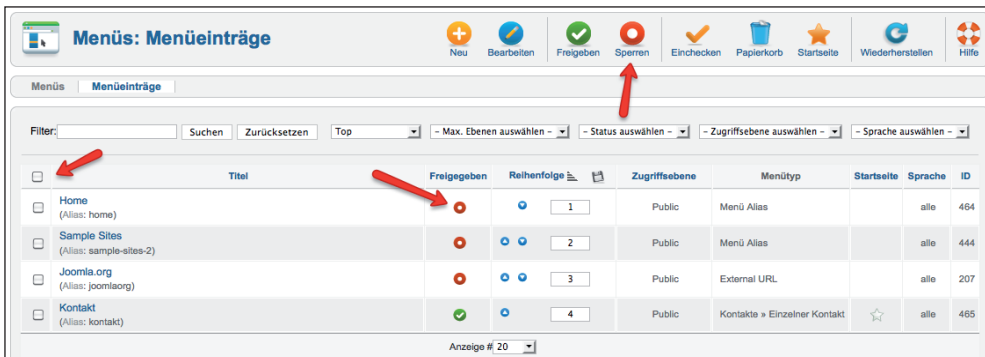 Menüs: Menüeinträge
Neu Bearbeiten Freigeben Sperren Einchecken Papierkorb Startseite Wiederherstellen Hilfe
Menüs Menüeinträge
Filter: Suchen Zurücksetzen Top - Max. Ebenen auswählen - - Status auswählen - - Zugriffsebene auswählen - - Sprache auswählen -
Titel Freigegeben Reihenfolge Zugriffsebene Menütyp Startseite Sprache ID
Home 1 Public Menü Alias alle 464
(Alias: home)
Sample Sites 2 Public Menü Alias alle 444
(Alias: sample-sites-2)
Joomla.org 3 Public External URL alle 207
(Alias: joomlaorg)
Kontakt 4 Public Kontakte » Einzelner Kontakt alle 465
(Alias: kontakt)
Anzeige # 20